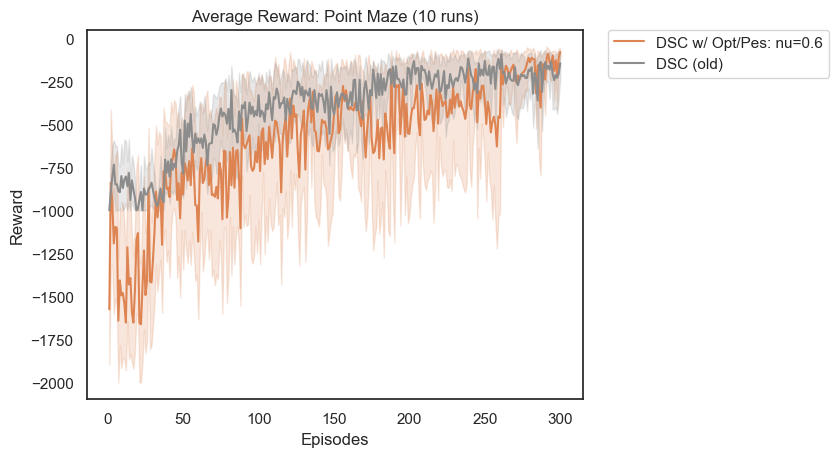 Average Reward: Point Maze (10 runs)
DSC w/ Opt/Pes: nu=0.6
DSC (old)
Reward
0
−250
−500
−750
−1000
−1250
−1500
−1750
−2000
0 50 100 150 200 250 300
Episodes